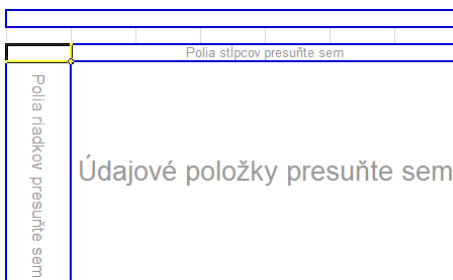 Polia stĺpcov presuňte sem
Polia riadkov presuňte sem
Údajové položky presuňte sem